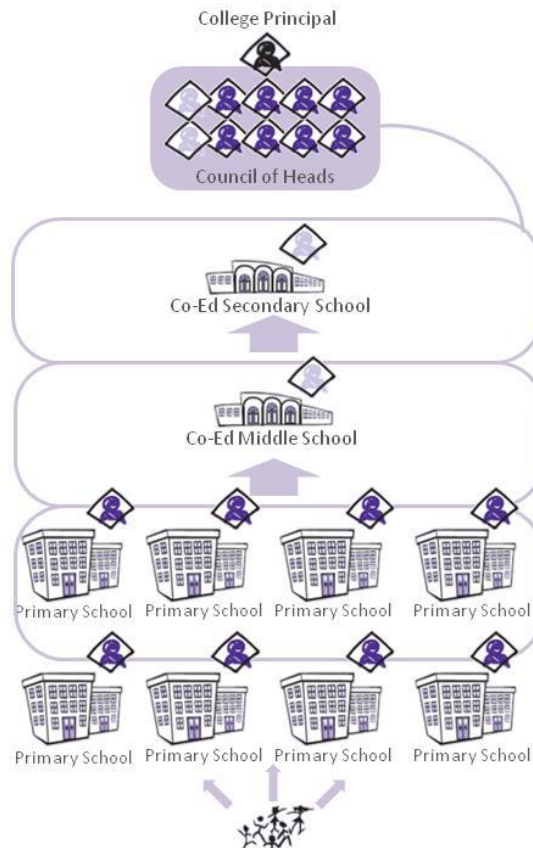 College Principal
Council of Heads
Co-Ed Secondary School
Co-Ed Middle School
Primary School Primary School Primary School Primary School
Primary School Primary School Primary School Primary School